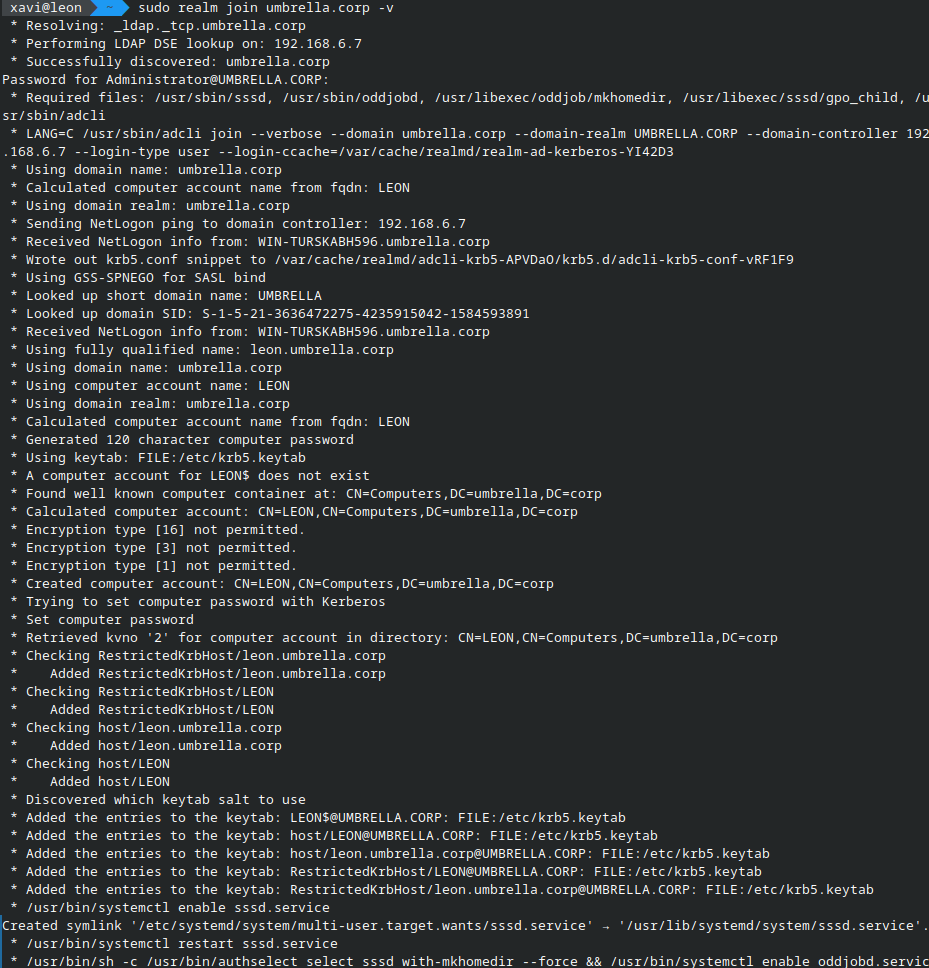 xavi@leon ~ sudo realm join umbrella.corp -v
* Resolving: _ldap._tcp.umbrella.corp
* Performing LDAP DSE lookup on: 192.168.6.7
* Successfully discovered: umbrella.corp
Password for Administrator@UMBRELLA.CORP:
* Required files: /usr/sbin/sssd, /usr/sbin/oddjobd, /usr/libexec/oddjob/mkhomedir, /usr/libexec/sssd/gpo_child, /u
sr/sbin/adcli
* LANG=C /usr/sbin/adcli join --verbose --domain umbrella.corp --domain-realm UMBRELLA.CORP --domain-controller 192
.168.6.7 --login-type user --login-ccache=/var/cache/realmd/realm-ad-kerberos-YI42D3
* Using domain name: umbrella.corp
* Calculated computer account name from fqdn: LEON
* Using domain realm: umbrella.corp
* Sending NetLogon ping to domain controller: 192.168.6.7
* Received NetLogon info from: WIN-TURSKABH596.umbrella.corp
* Wrote out krb5.conf snippet to /var/cache/realmd/adcli-krb5-APVDaO/krb5.d/adcli-krb5-conf-vRF1F9
* Using GSS-SPNEGO for SASL bind
* Looked up short domain name: UMBRELLA
* Looked up domain SID: S-1-5-21-3636472275-4235915042-1584593891
* Received NetLogon info from: WIN-TURSKABH596.umbrella.corp
* Using fully qualified name: leon.umbrella.corp
* Using domain name: umbrella.corp
* Using computer account name: LEON
* Using domain realm: umbrella.corp
* Calculated computer account name from fqdn: LEON
* Generated 120 character computer password
* Using keytab: FILE:/etc/krb5.keytab
* A computer account for LEON$ does not exist
* Found well known computer container at: CN=Computers,DC=umbrella,DC=corp
* Calculated computer account: CN=LEON,CN=Computers,DC=umbrella,DC=corp
* Encryption type [16] not permitted.
* Encryption type [3] not permitted.
* Encryption type [1] not permitted.
* Created computer account: CN=LEON,CN=Computers,DC=umbrella,DC=corp
* Trying to set computer password with Kerberos
* Set computer password
* Retrieved kvno '2' for computer account in directory: CN=LEON,CN=Computers,DC=umbrella,DC=corp
* Checking RestrictedKrbHost/leon.umbrella.corp
*    Added RestrictedKrbHost/leon.umbrella.corp
* Checking RestrictedKrbHost/LEON
*    Added RestrictedKrbHost/LEON
* Checking host/leon.umbrella.corp
*    Added host/leon.umbrella.corp
* Checking host/LEON
*    Added host/LEON
* Discovered which keytab salt to use
* Added the entries to the keytab: LEON$@UMBRELLA.CORP: FILE:/etc/krb5.keytab
* Added the entries to the keytab: host/LEON@UMBRELLA.CORP: FILE:/etc/krb5.keytab
* Added the entries to the keytab: host/leon.umbrella.corp@UMBRELLA.CORP: FILE:/etc/krb5.keytab
* Added the entries to the keytab: RestrictedKrbHost/LEON@UMBRELLA.CORP: FILE:/etc/krb5.keytab
* Added the entries to the keytab: RestrictedKrbHost/leon.umbrella.corp@UMBRELLA.CORP: FILE:/etc/krb5.keytab
* /usr/bin/systemctl enable sssd.service
Created symlink '/etc/systemd/system/multi-user.target.wants/sssd.service' → '/usr/lib/systemd/system/sssd.service'.
* /usr/bin/systemctl restart sssd.service
* /usr/bin/sh -c /usr/bin/authselect select sssd with-mkhomedir --force && /usr/bin/systemctl enable oddjobd.servic